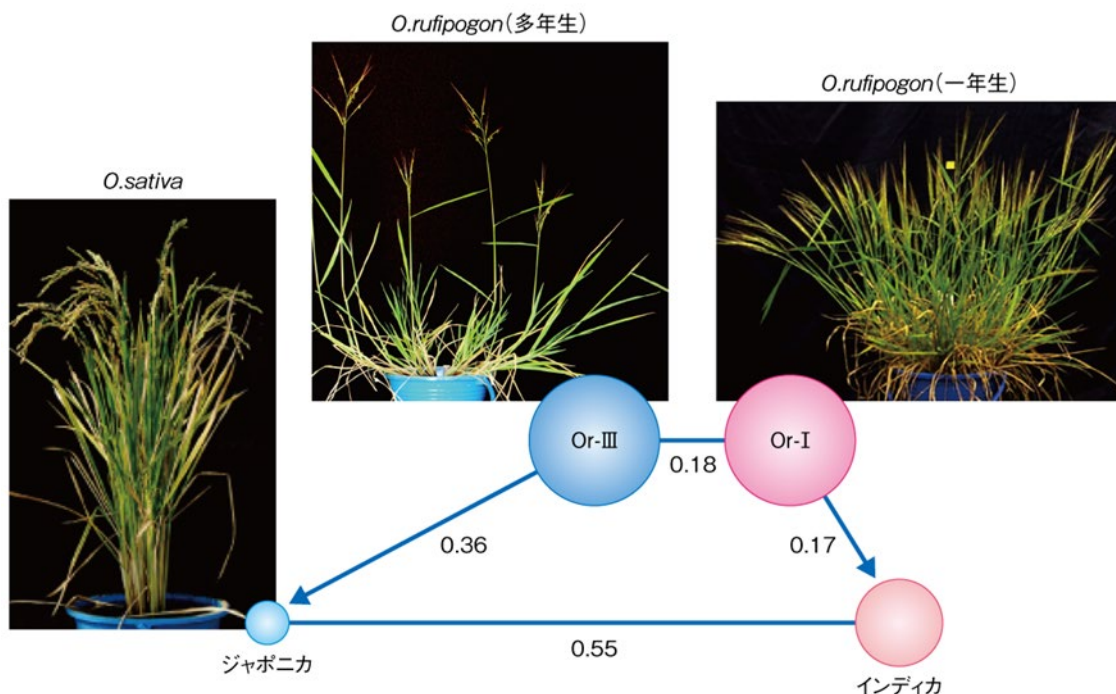 O.rufipogon(多年生)
O.rufipogon(一年生)
O.sativa
Or-Ⅲ
Or-Ⅰ
0.18
0.36
0.17
0.55
ジャポニカ
インディカ